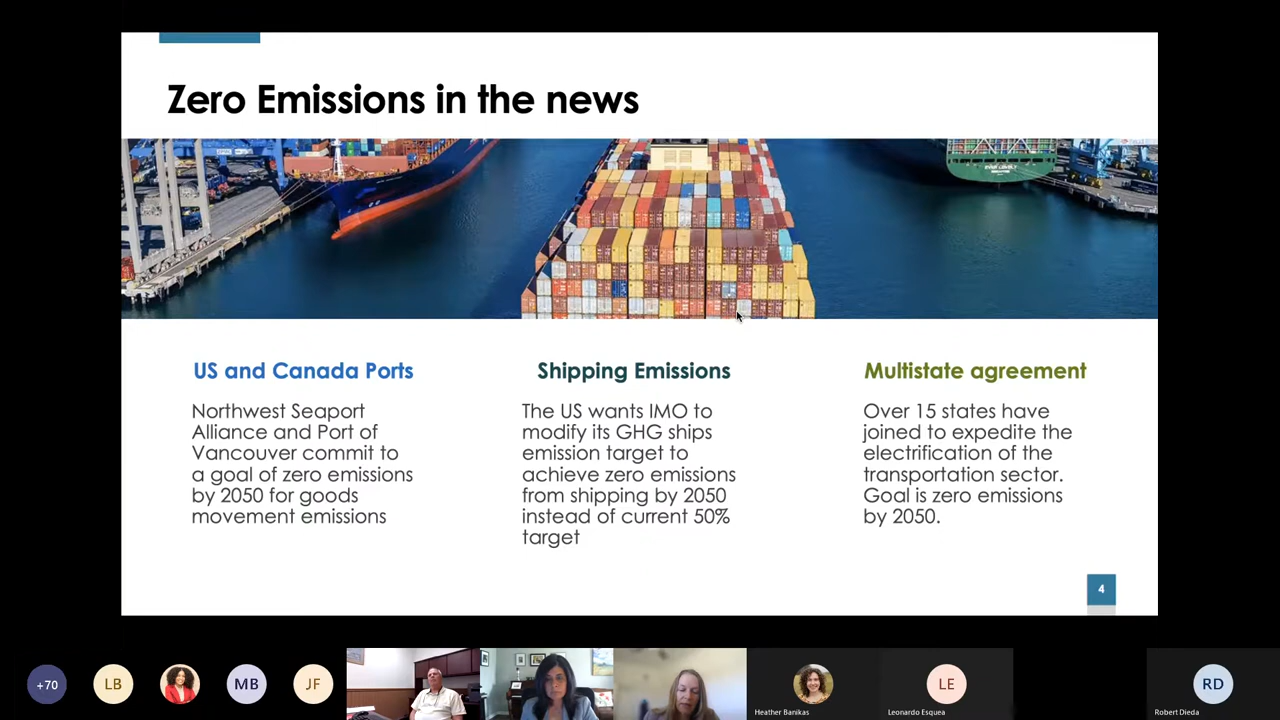 Zero Emissions in the news
US and Canada Ports
Northwest Seaport
Alliance and Port of
Vancouver commit to
a goal of zero emissions
by 2050 for goods
movement emissions
Shipping Emissions
The US wants IMO to
modify its GHG ships
emission target to
achieve zero emissions
from shipping by 2050
instead of current 50%
target
Multistate agreement
Over 15 states have
joined to expedite the
electrification of the
transportation sector.
Goal is zero emissions
by 2050.
4
+70
LB
MB
JF
Heather Banikas
LE
Leonardo Esquea
RD
Robert Dieda